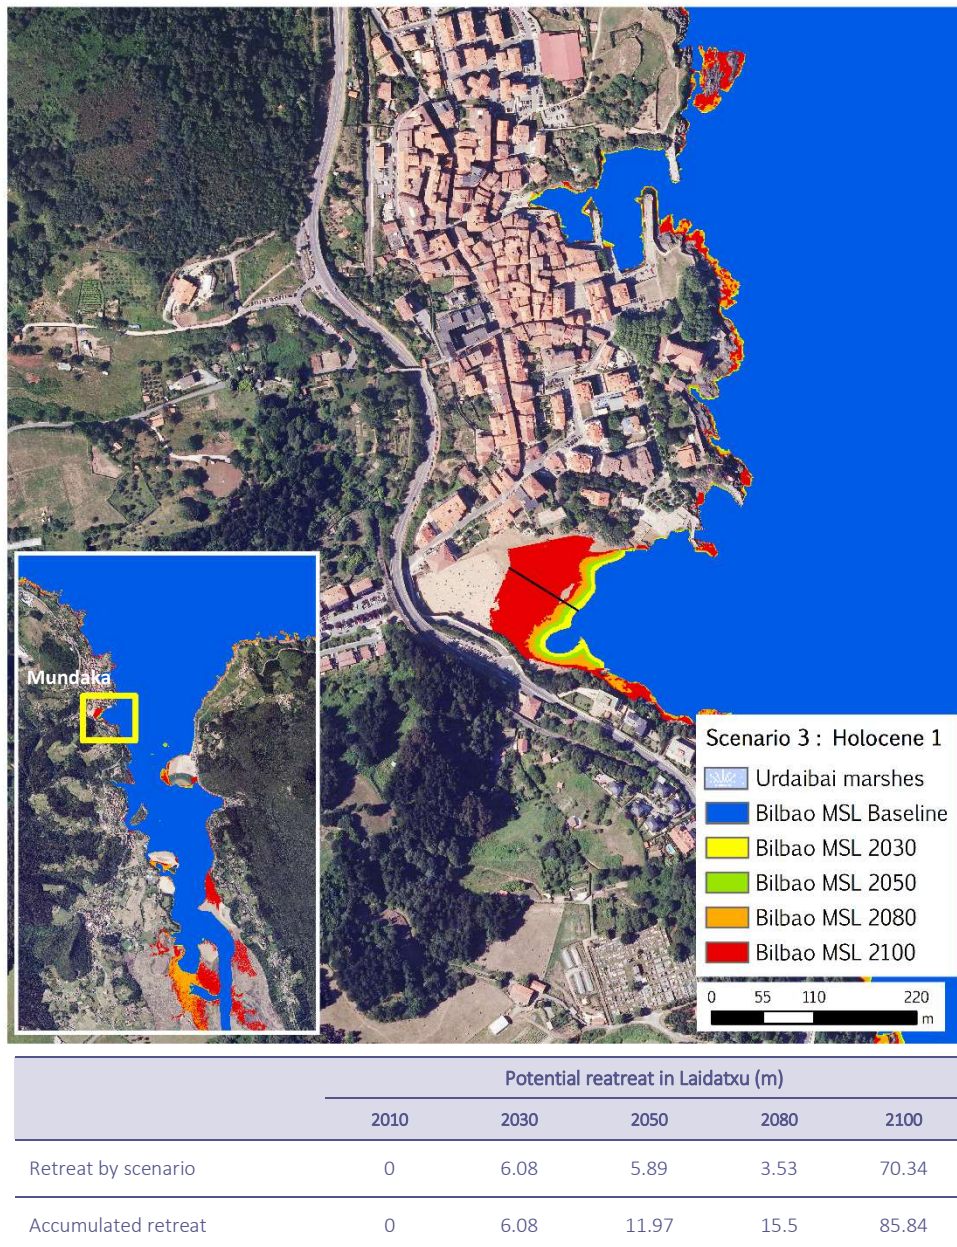 Mundaka
Scenario 3 : Holocene 1
Urdaibai marshes
Bilbao MSL Baseline
Bilbao MSL 2030
Bilbao MSL 2050
Bilbao MSL 2080
Bilbao MSL 2100
0 55 110 220
m
Potential reatreat in Laidatxu (m)
2010 2030 2050 2080 2100
Retreat by scenario 0 6.08 5.89 3.53 70.34
Accumulated retreat 0 6.08 11.97 15.5 85.84